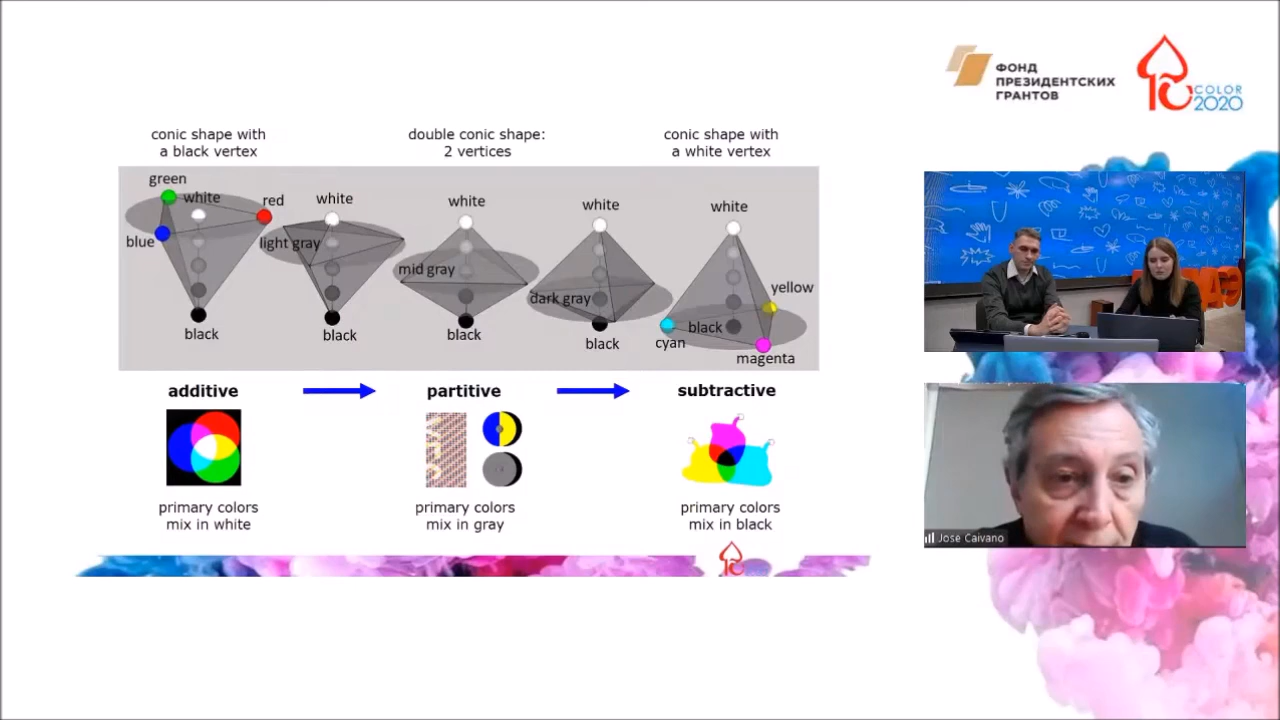 ФОНД
ПРЕЗИДЕНТСКИХ
ГРАНТОВ
COLOR
2020
conic shape with
a black vertex
double conic shape:
2 vertices
conic shape with
a white vertex
green
white
red
blue
black
white
light gray
black
white
mid gray
black
white
dark gray
black
white
yellow
black
cyan
magenta
additive
partitive
subtractive
primary colors
mix in white
primary colors
mix in gray
primary colors
mix in black
Jose Caivano